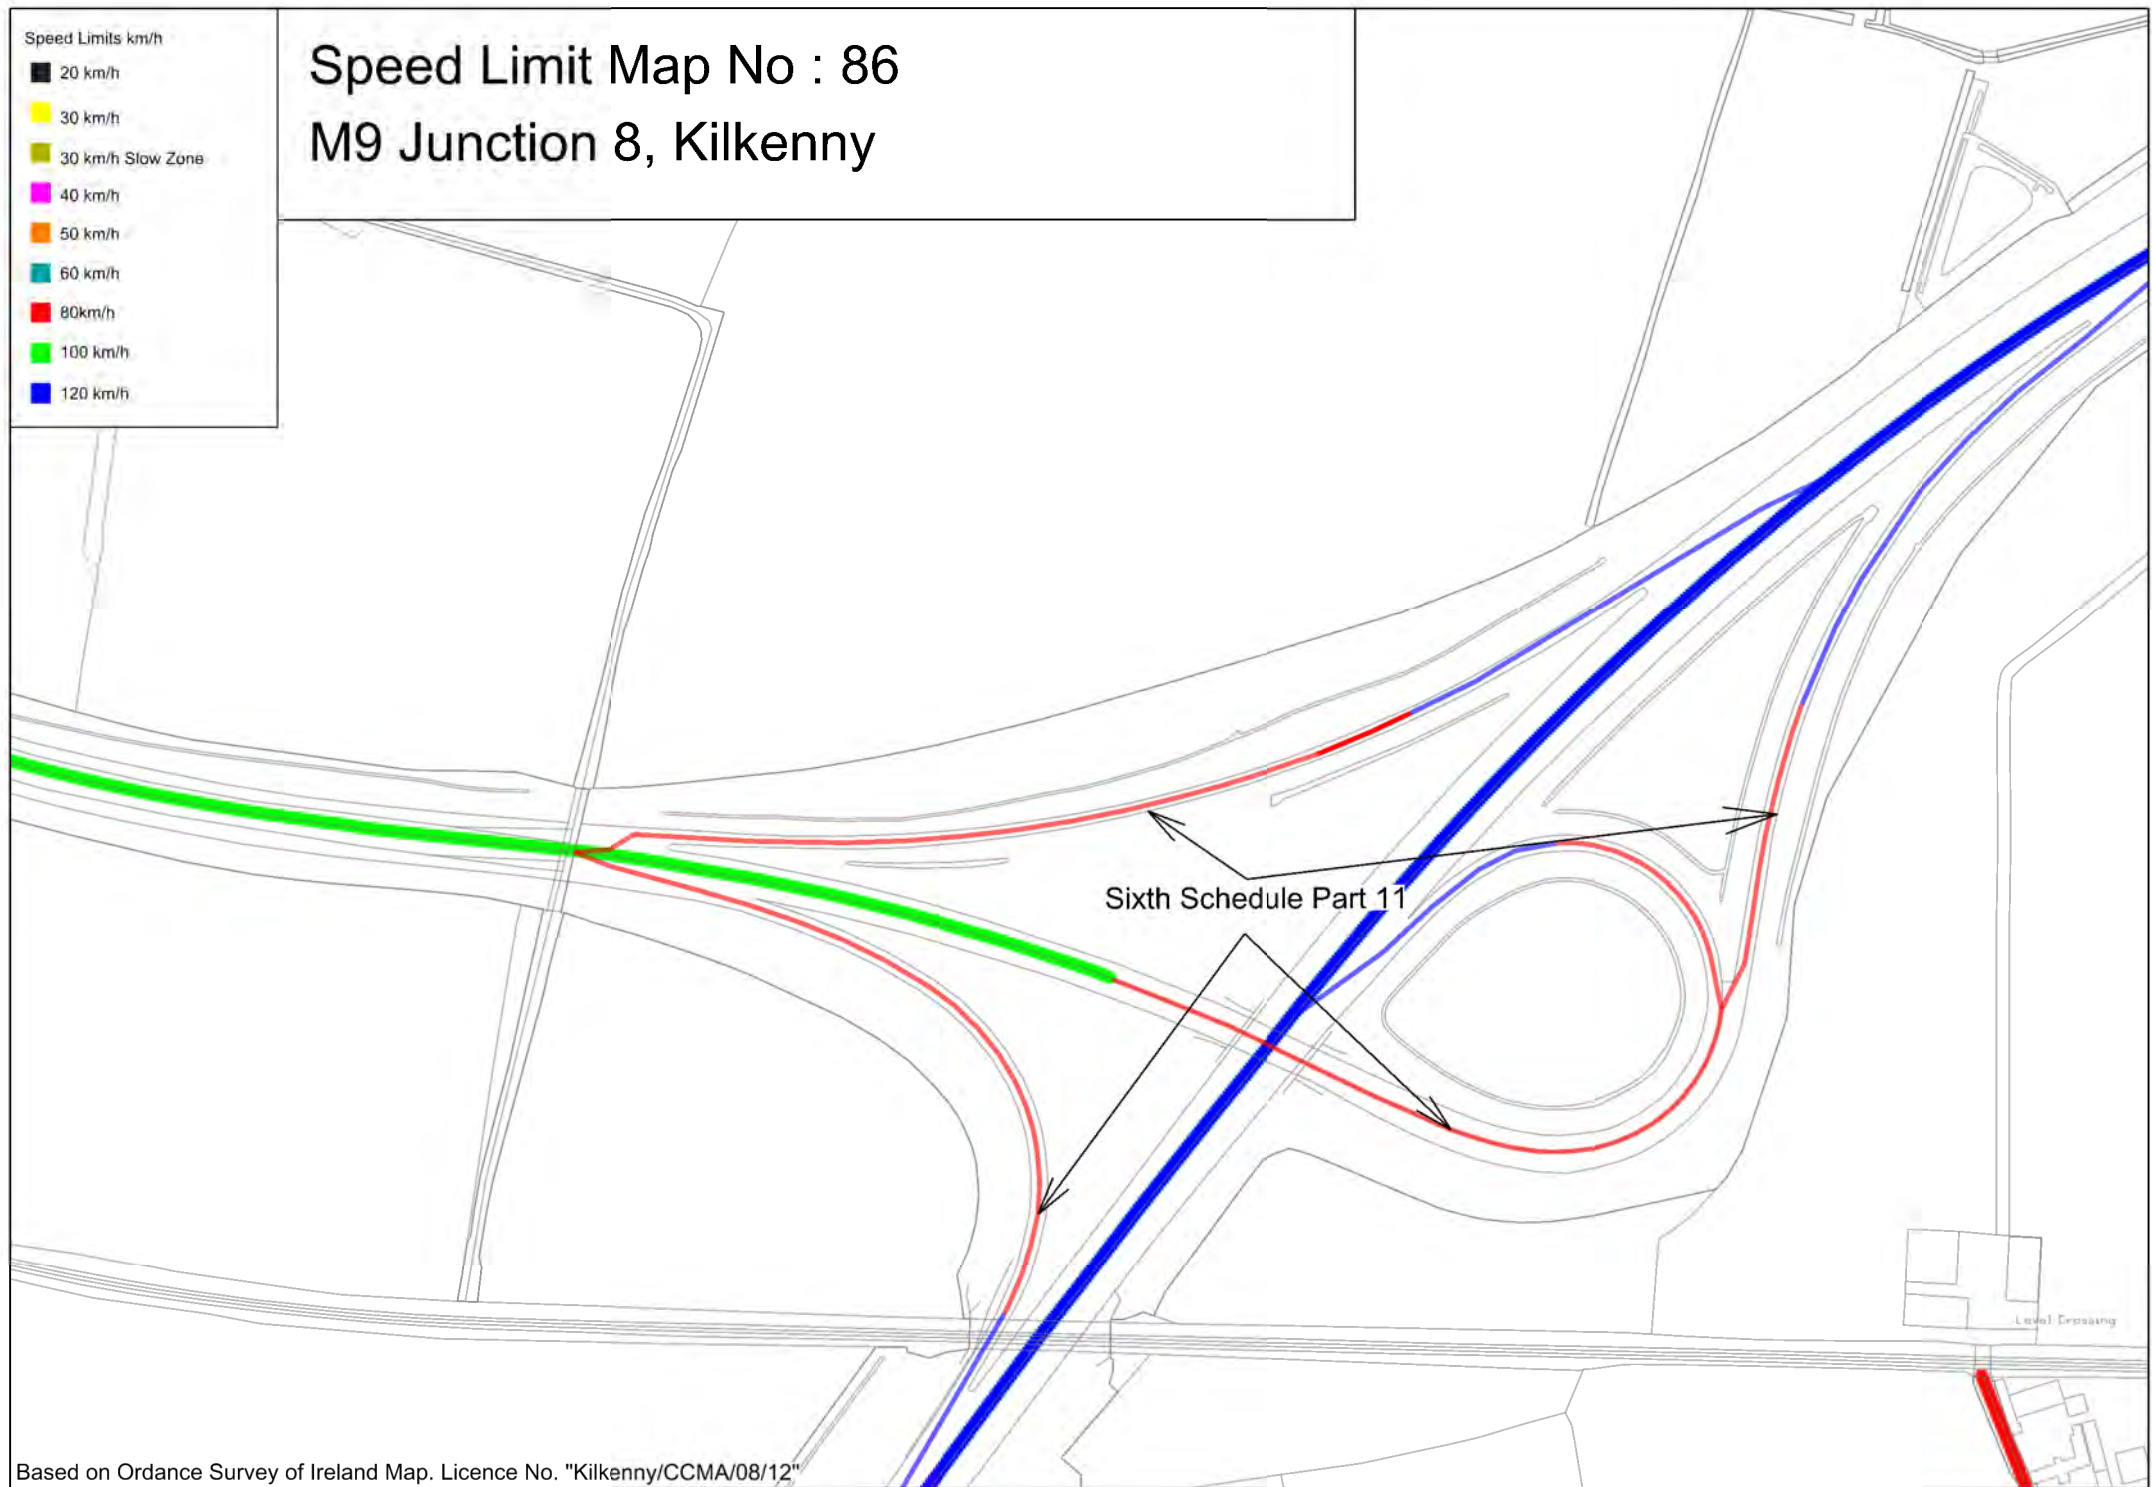 Speed Limits km/h
20 km/h
30 km/h
30 km/h Slow Zone
40 km/h
50 km/h
60 km/h
80km/h
100 km/h
120 km/h
Speed Limit Map No : 86
M9 Junction 8, Kilkenny
Sixth Schedule Part 11
Level Crossing
Based on Ordance Survey of Ireland Map. Licence No. "Kilkenny/CCMA/08/12"